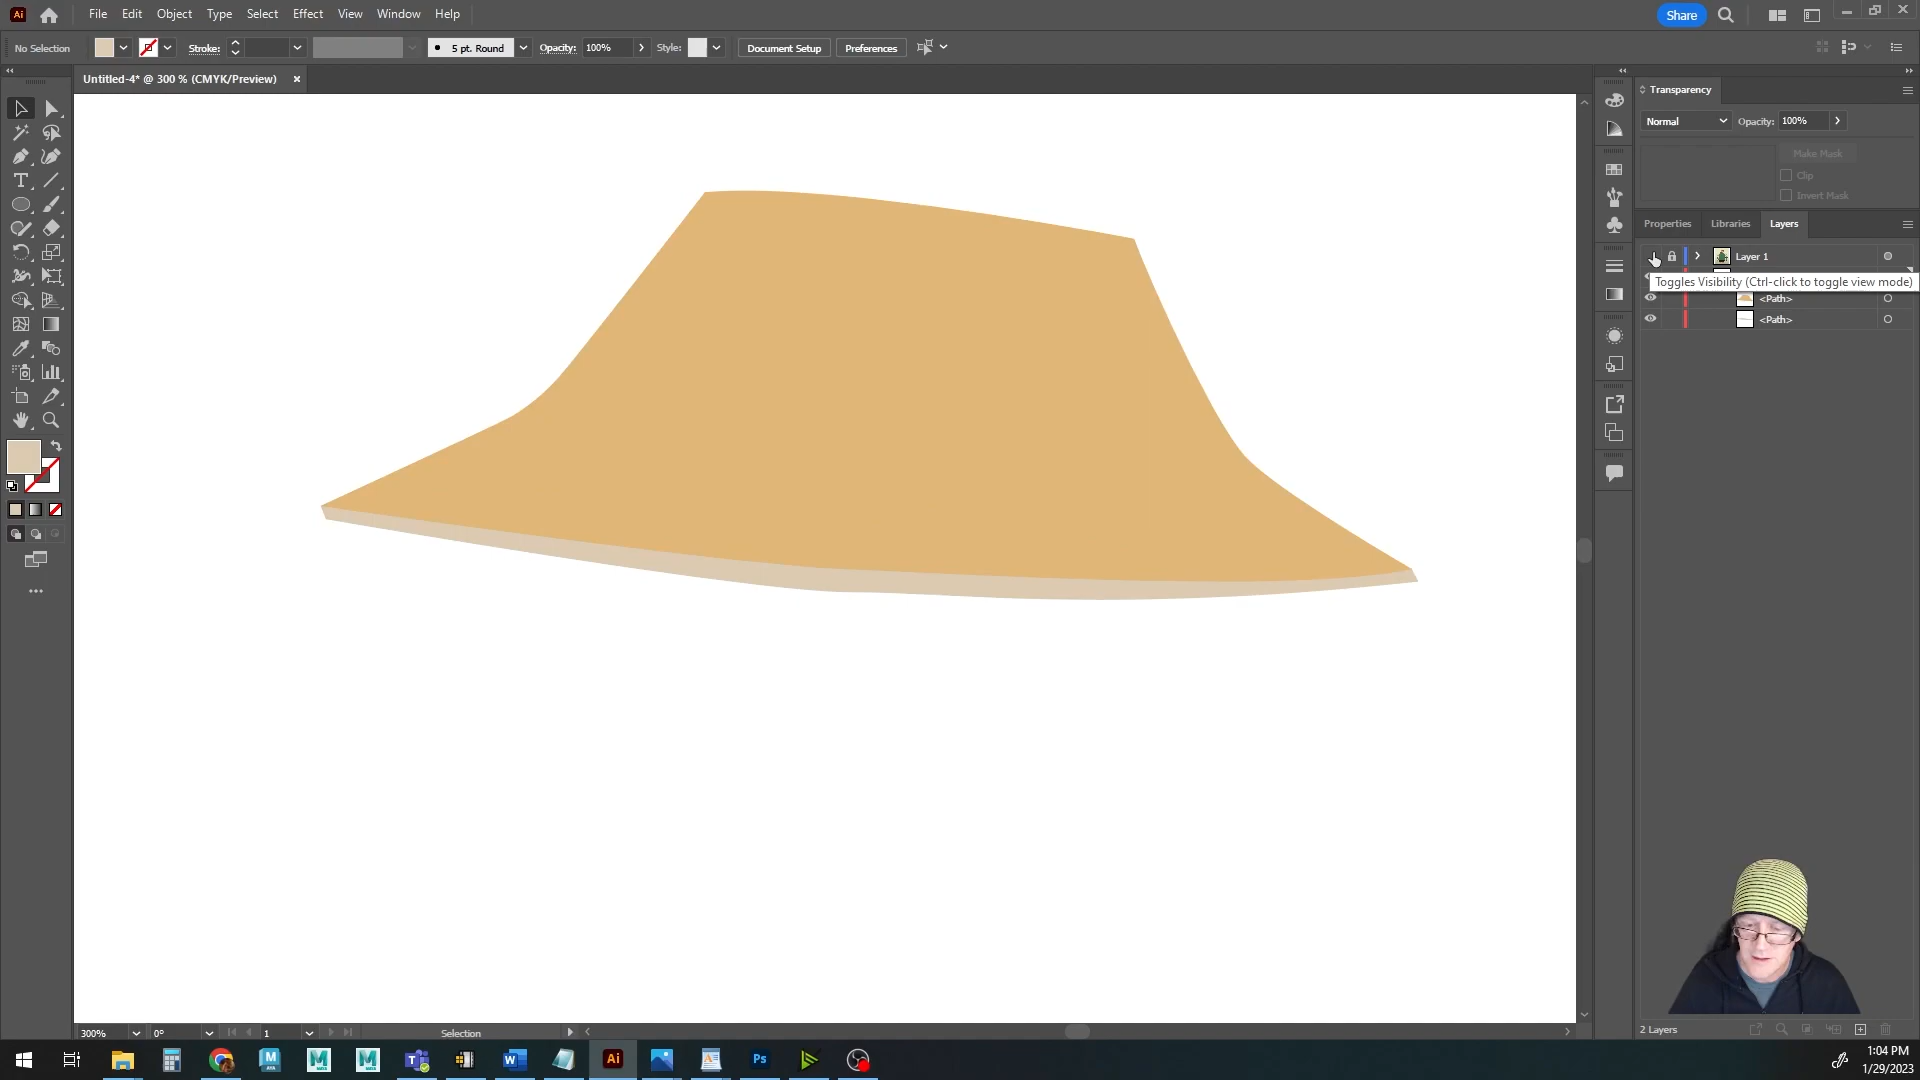 Ai File Edit Object Type Select Effect View Window Help Share
No Selection Stroke: 5 pt. Round Opacity: 100% Style: Document Setup Preferences
Untitled-4* @ 300 % (CMYK/Preview) ×
Transparency
Normal Opacity: 100%
Make Mask
Clip
Invert Mask
Properties Libraries Layers
Layer 1
Toggles Visibility (Ctrl-click to toggle view mode)
<Path>
<Path>
T
300% 0° 1 Selection
2 Layers
Ai Ps
1:04 PM
1/29/2023